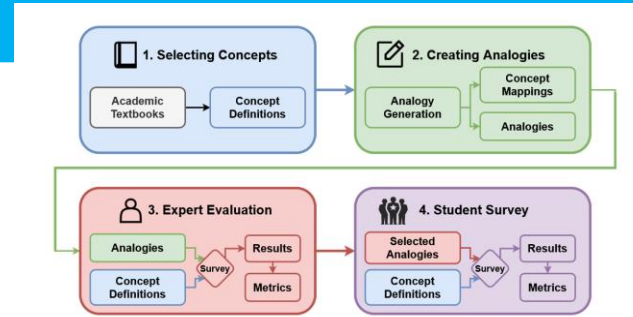 1. Selecting Concepts
Academic
Textbooks
Concept
Definitions
2. Creating Analogies
Analogy
Generation
Concept
Mappings
Analogies
3. Expert Evaluation
Analogies
Concept
Definitions
Survey
Results
Metrics
4. Student Survey
Selected
Analogies
Concept
Definitions
Survey
Results
Metrics